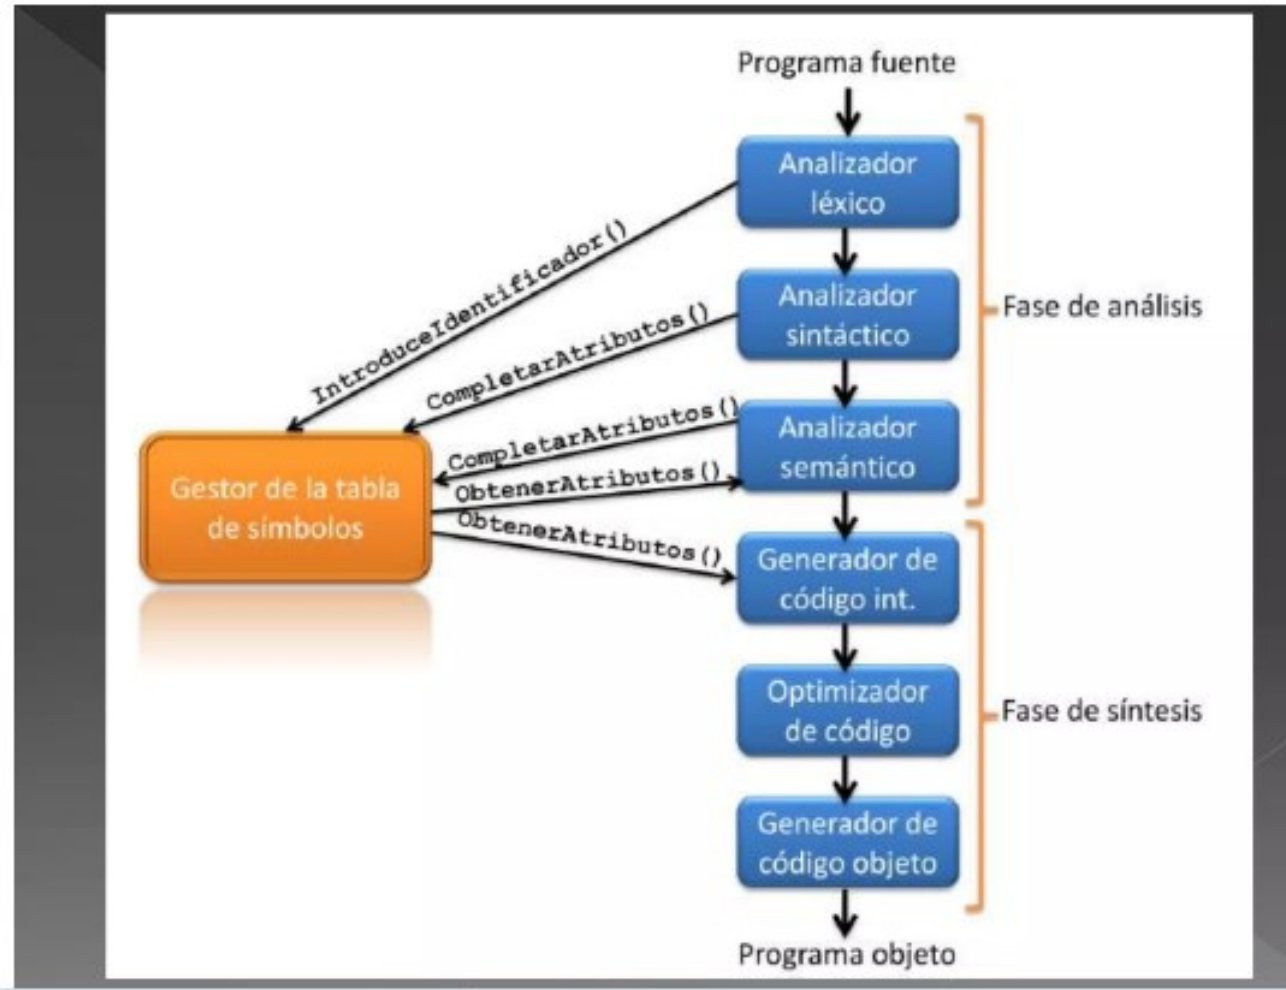 Programa fuente
Analizador
léxico
IntroduceIdentificador()
Analizador
sintáctico
Fase de análisis
CompletarAtributos()
Analizador
semántico
CompletarAtributos()
Gestor de la tabla
de símbolos
ObtenerAtributos()
ObtenerAtributos()
Generador de
código int.
Optimizador
de código
Fase de síntesis
Generador de
código objeto
Programa objeto